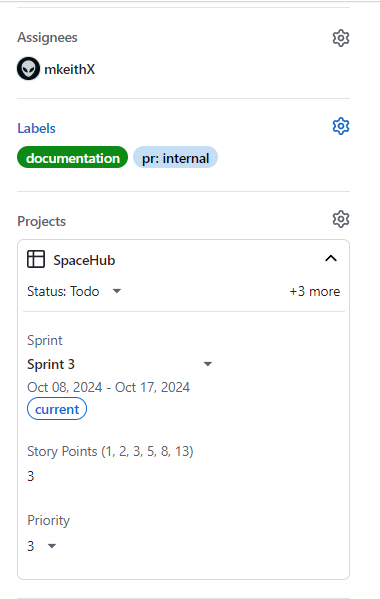 Assignees
mkeithX
Labels
documentation pr: internal
Projects
SpaceHub
Status: Todo +3 more
Sprint
Sprint 3
Oct 08, 2024 - Oct 17, 2024
current
Story Points (1, 2, 3, 5, 8, 13)
3
Priority
3